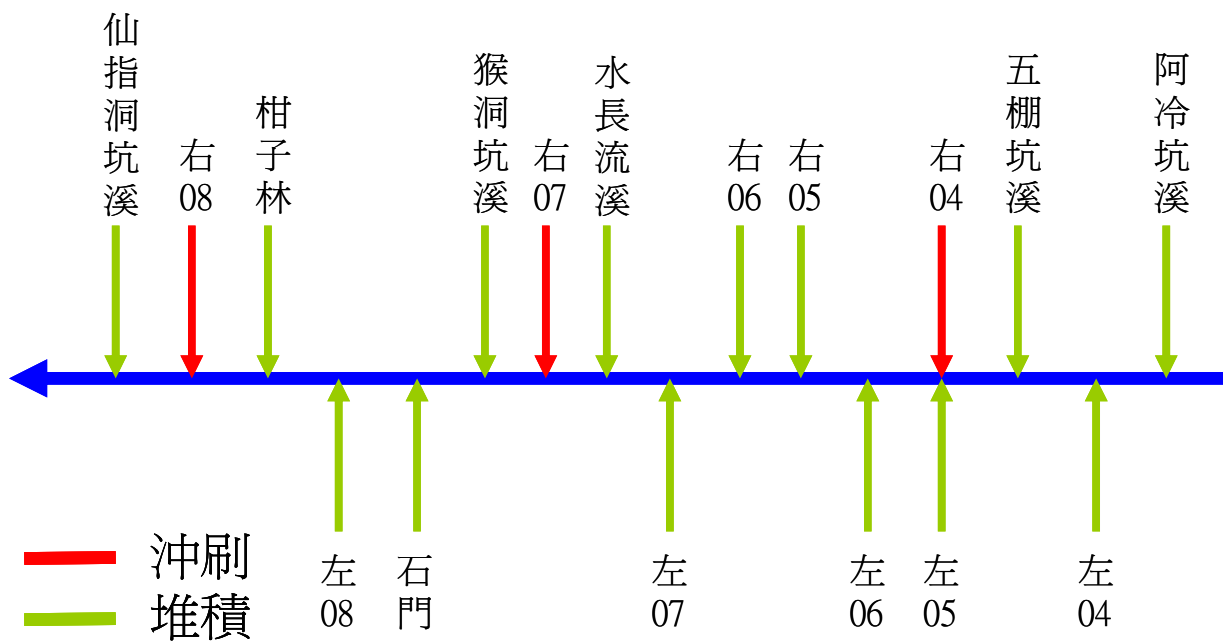 仙指洞坑溪
右08
柑子林
猴洞坑溪
右07
水長流溪
右06
右05
右04
五棚坑溪
阿冷坑溪
左08
石門
左07
左06
左05
左04
沖刷
堆積